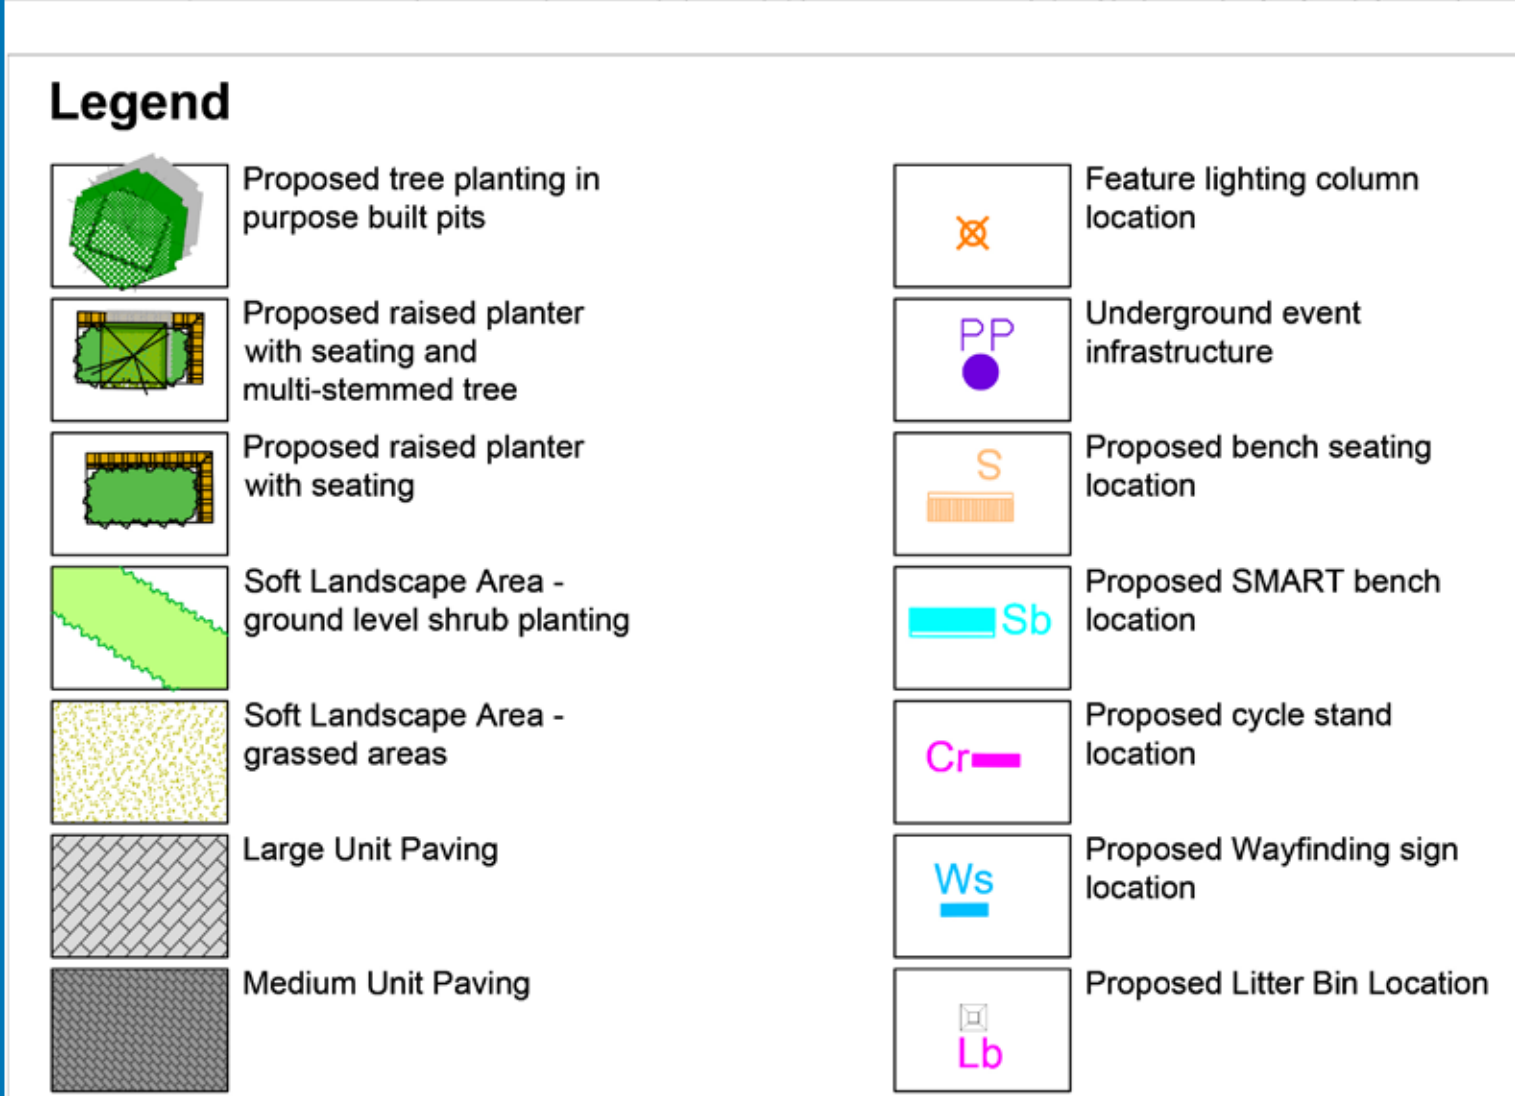 Legend
Proposed tree planting in
purpose built pits
Proposed raised planter
with seating and
multi-stemmed tree
Proposed raised planter
with seating
Soft Landscape Area -
ground level shrub planting
Soft Landscape Area -
grassed areas
Large Unit Paving
Medium Unit Paving
Feature lighting column
location
PP
Underground event
infrastructure
S
Proposed bench seating
location
Sb
Proposed SMART bench
location
Cr
Proposed cycle stand
location
Ws
Proposed Wayfinding sign
location
Lb
Proposed Litter Bin Location